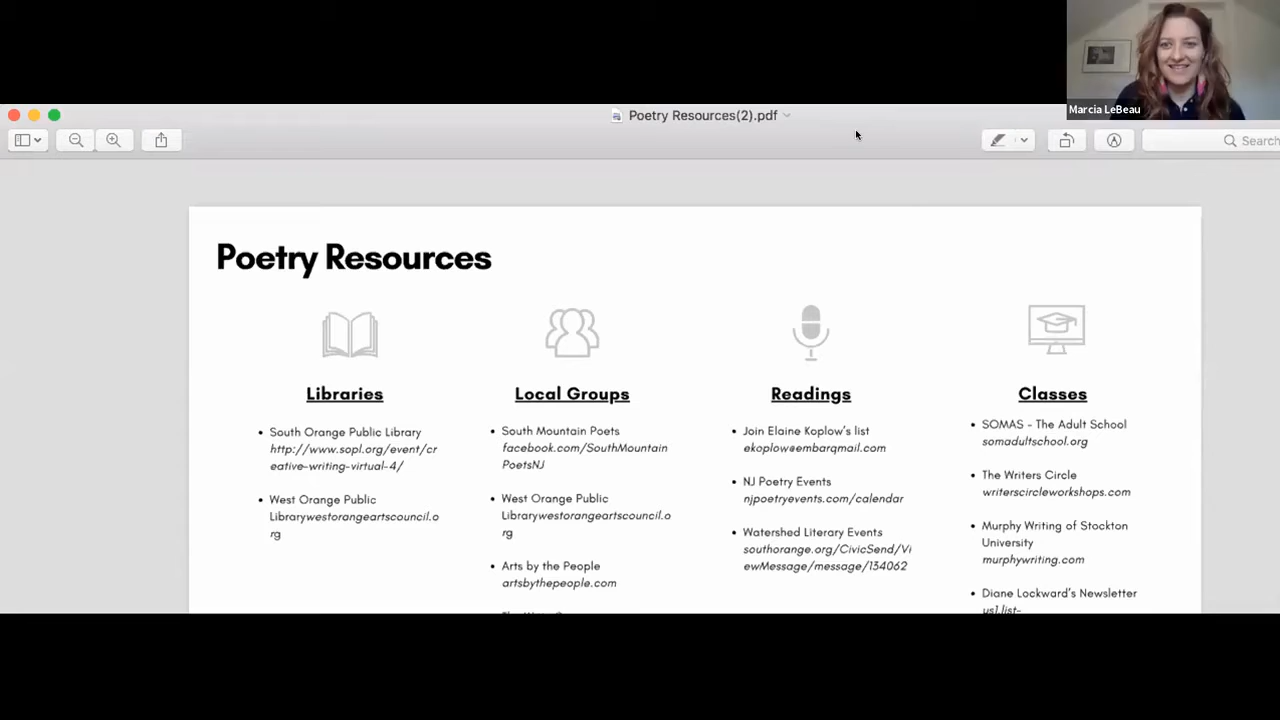 Marcia LeBeau
Poetry Resources(2).pdf
Search
Poetry Resources
Libraries
• South Orange Public Library
http://www.sopl.org/event/cr
eative-writing-virtual-4/
• West Orange Public
Librarywestorangeartscouncil.o
rg
Local Groups
• South Mountain Poets
facebook.com/SouthMountain
PoetsNJ
• West Orange Public
Librarywestorangeartscouncil.o
rg
• Arts by the People
artsbythepeople.com
Readings
• Join Elaine Koplow's list
ekoplow@embarqmail.com
• NJ Poetry Events
njpoetryevents.com/calendar
• Watershed Literary Events
southorange.org/CivicSend/Vi
ewMessage/message/134062
Classes
• SOMAS - The Adult School
somadultschool.org
• The Writers Circle
writerscircleworkshops.com
• Murphy Writing of Stockton
University
murphywriting.com
• Diane Lockward's Newsletter
us1.list-